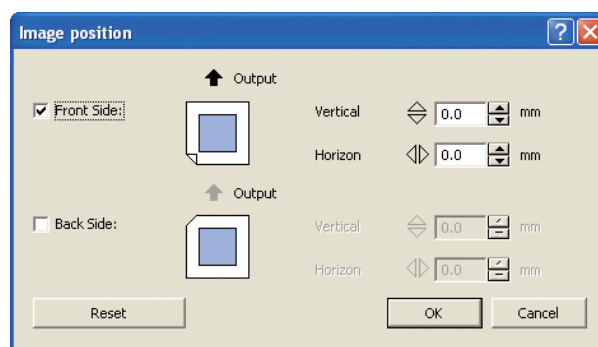 Image position
Output
Front Side:
Vertical 0.0 mm
Horizon 0.0 mm
Output
Back Side:
Vertical 0.0 mm
Horizon 0.0 mm
Reset OK Cancel